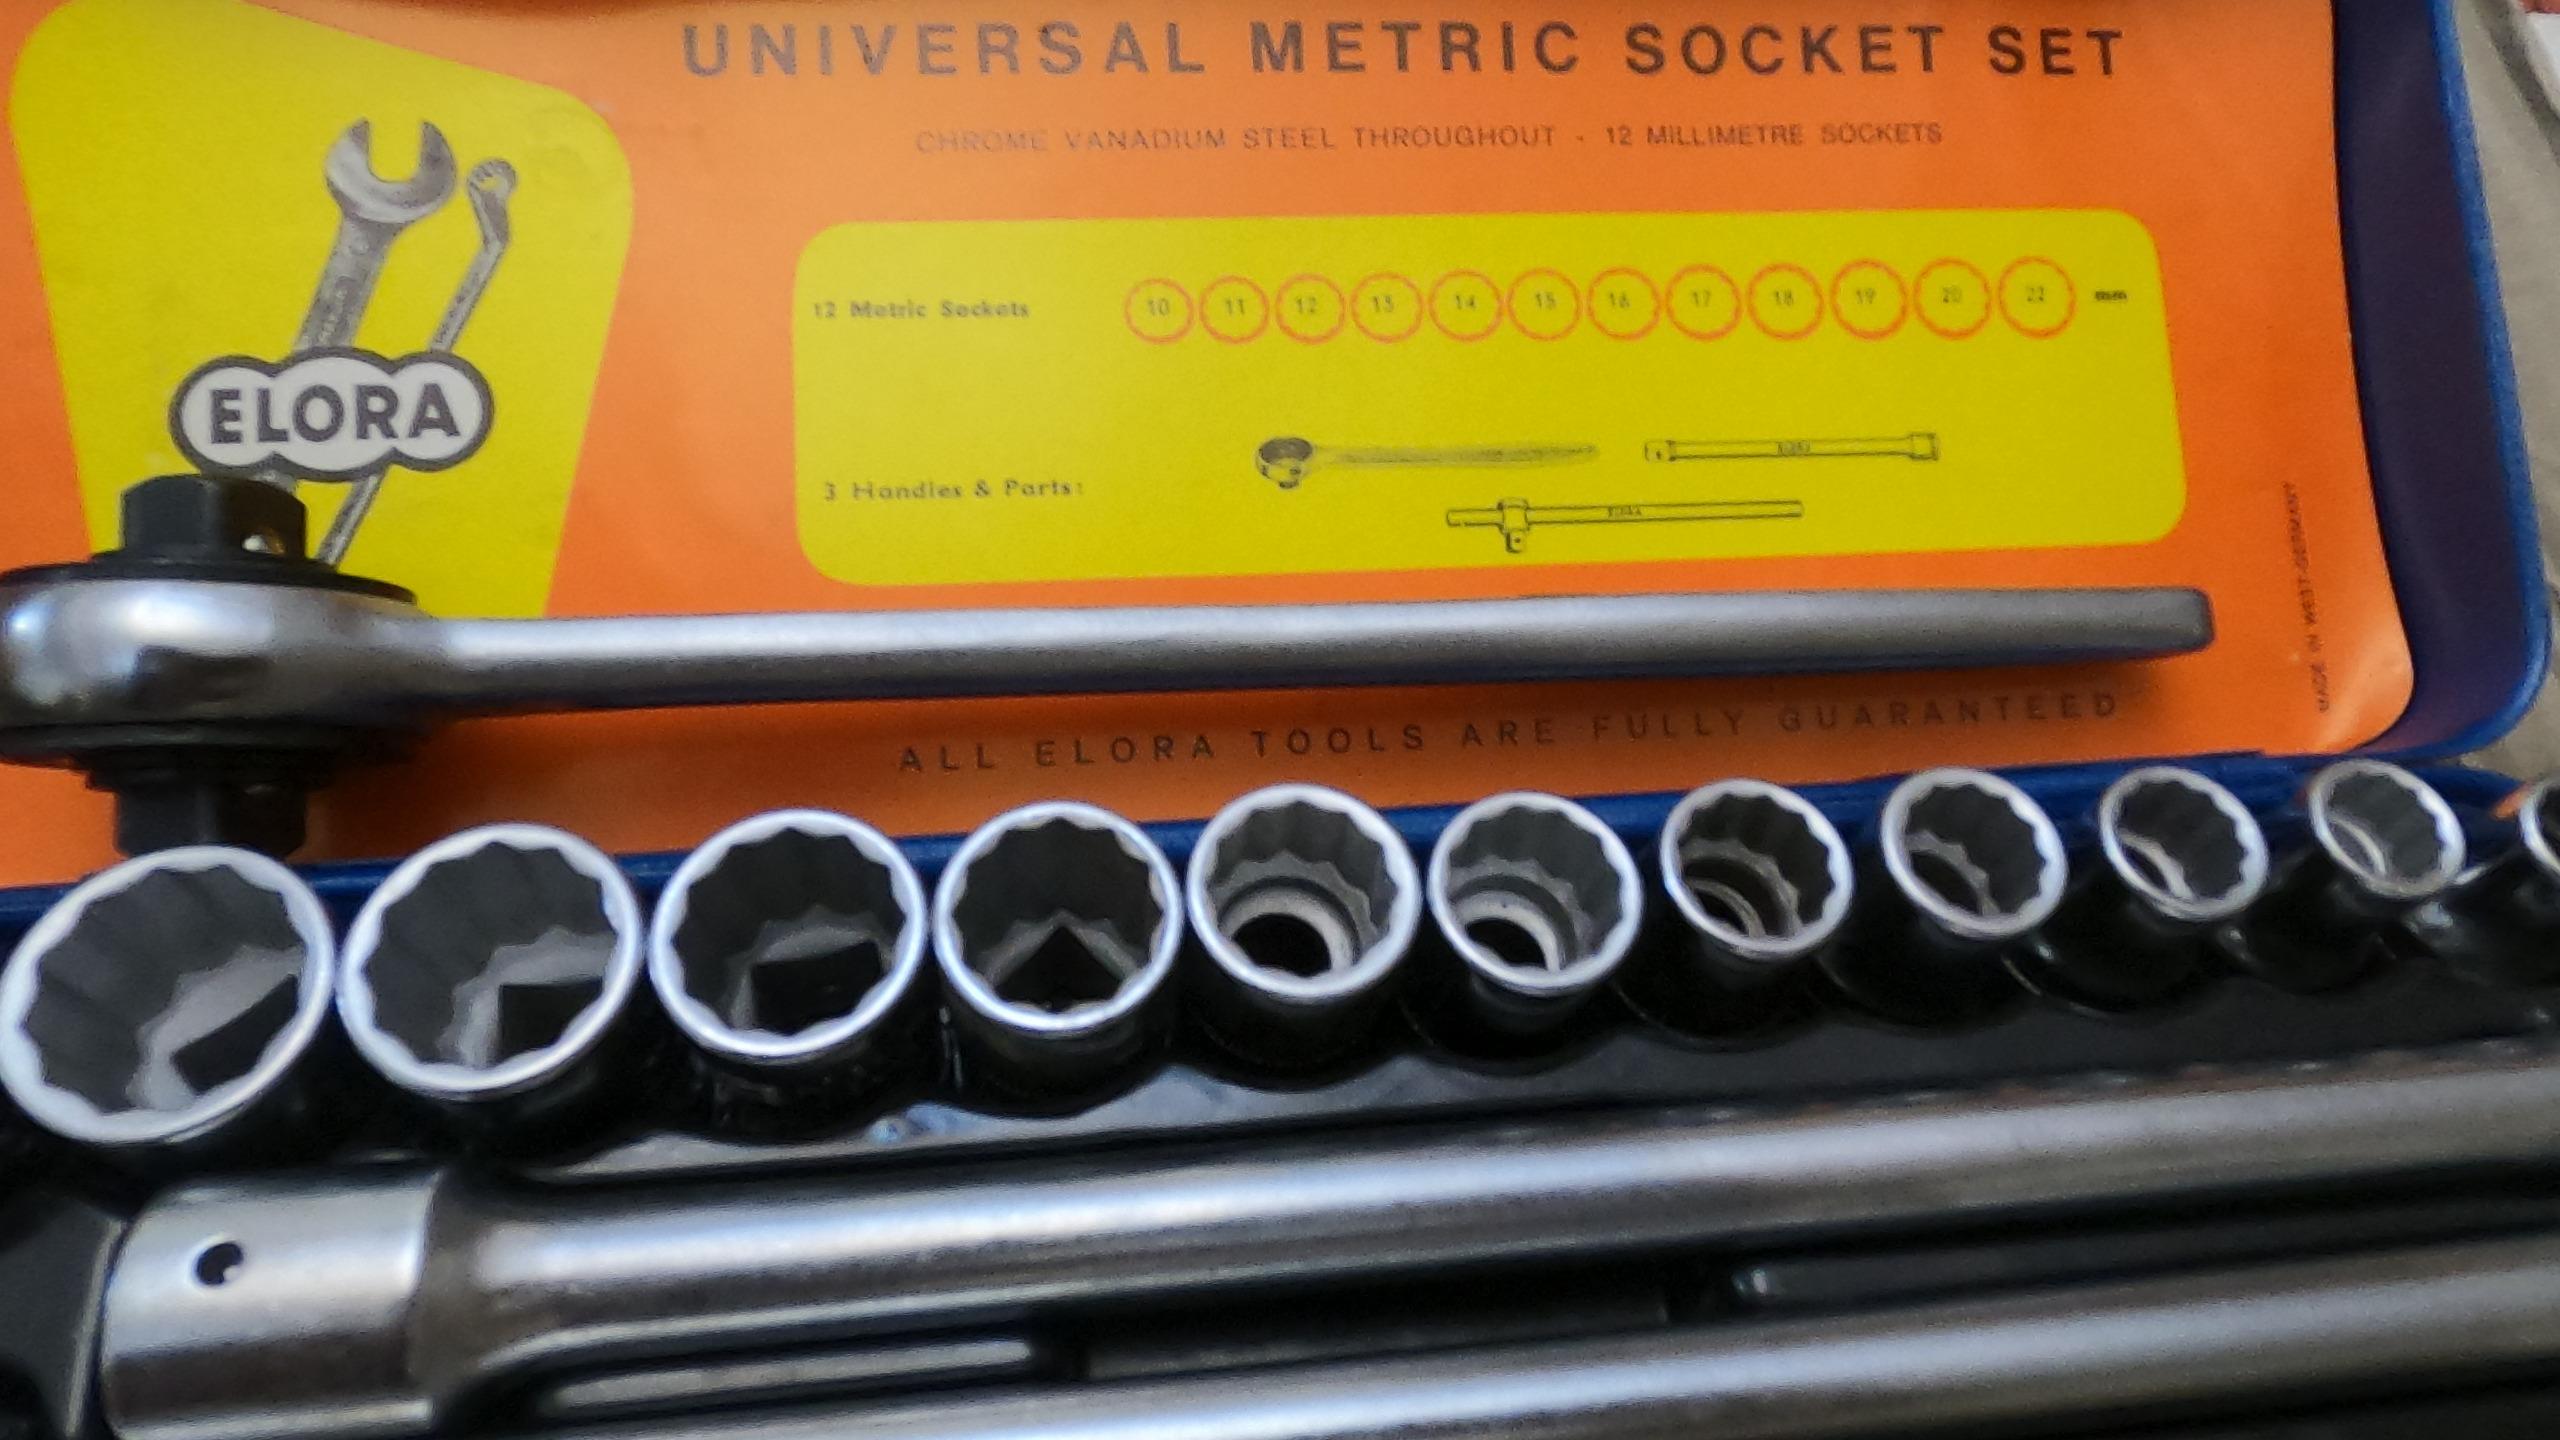 UNIVERSAL METRIC SOCKET SET
CHROME VANADIUM STEEL THROUGHOUT - 12 MILLIMETRE SOCKETS
12 Metric Sockets 10 11 12 13 14 15 16 17 18 19 20 22 mm
ELORA
3 Handles & Parts:
ALL ELORA TOOLS ARE FULLY GUARANTEED
MADE IN WEST-GERMANY